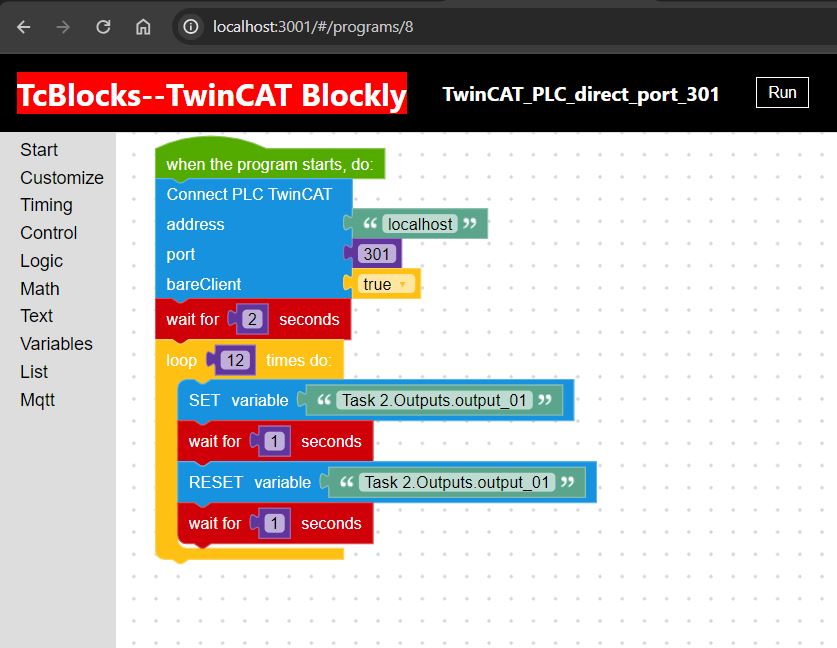 localhost:3001/#/programs/8
TcBlocks--TwinCAT Blockly
TwinCAT_PLC_direct_port_301
Run
Start
Customize
Timing
Control
Logic
Math
Text
Variables
List
Mqtt
when the program starts, do:
Connect PLC TwinCAT
address “ localhost ”
port 301
bareClient true
wait for 2 seconds
loop 12 times do:
SET variable “ Task 2.Outputs.output_01 ”
wait for 1 seconds
RESET variable “ Task 2.Outputs.output_01 ”
wait for 1 seconds